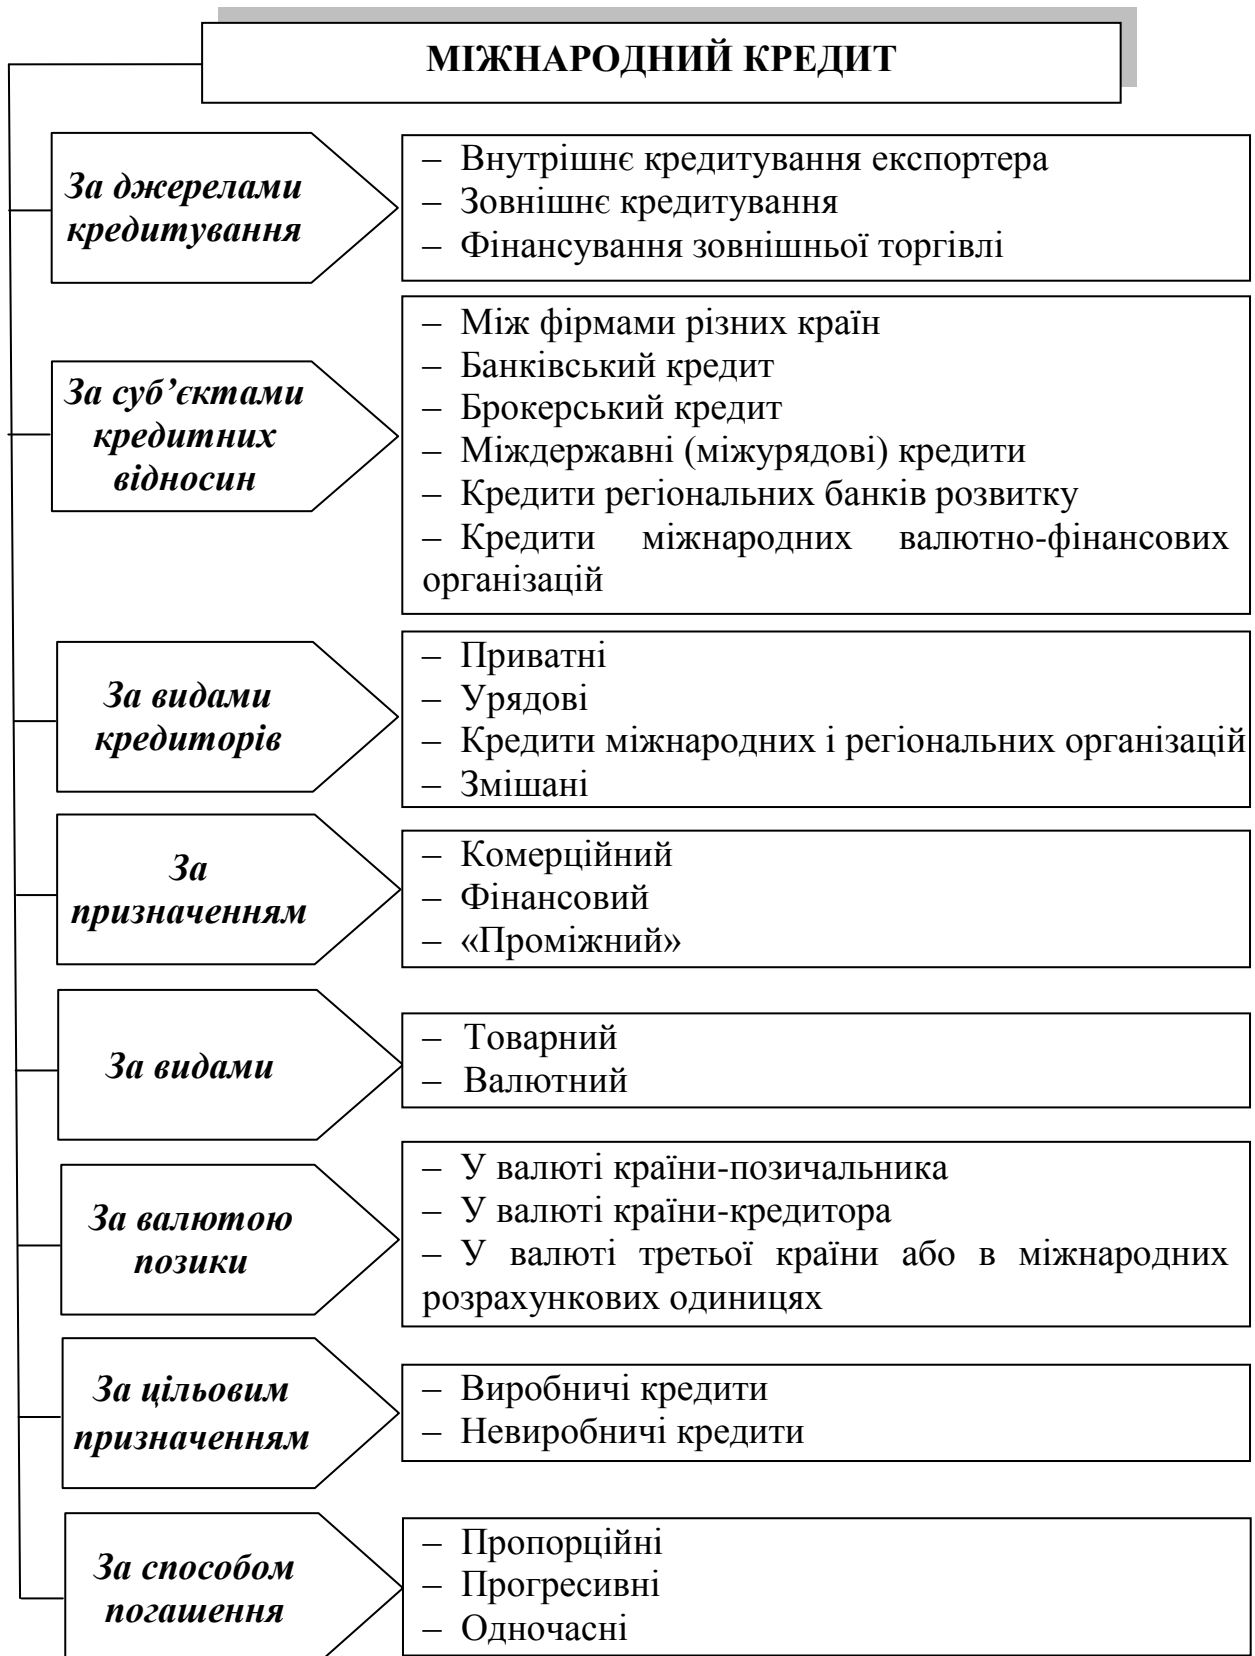 МІЖНАРОДНИЙ КРЕДИТ
За джерелами
кредитування
– Внутрішнє кредитування експортера
– Зовнішнє кредитування
– Фінансування зовнішньої торгівлі
За суб’єктами
кредитних
відносин
– Між фірмами різних країн
– Банківський кредит
– Брокерський кредит
– Міждержавні (міжурядові) кредити
– Кредити регіональних банків розвитку
– Кредити міжнародних валютно-фінансових
організацій
За видами
кредиторів
– Приватні
– Урядові
– Кредити міжнародних і регіональних організацій
– Змішані
За
призначенням
– Комерційний
– Фінансовий
– «Проміжний»
За видами
– Товарний
– Валютний
За валютою
позики
– У валюті країни-позичальника
– У валюті країни-кредитора
– У валюті третьої країни або в міжнародних
розрахункових одиницях
За цільовим
призначенням
– Виробничі кредити
– Невиробничі кредити
За способом
погашення
– Пропорційні
– Прогресивні
– Одночасні